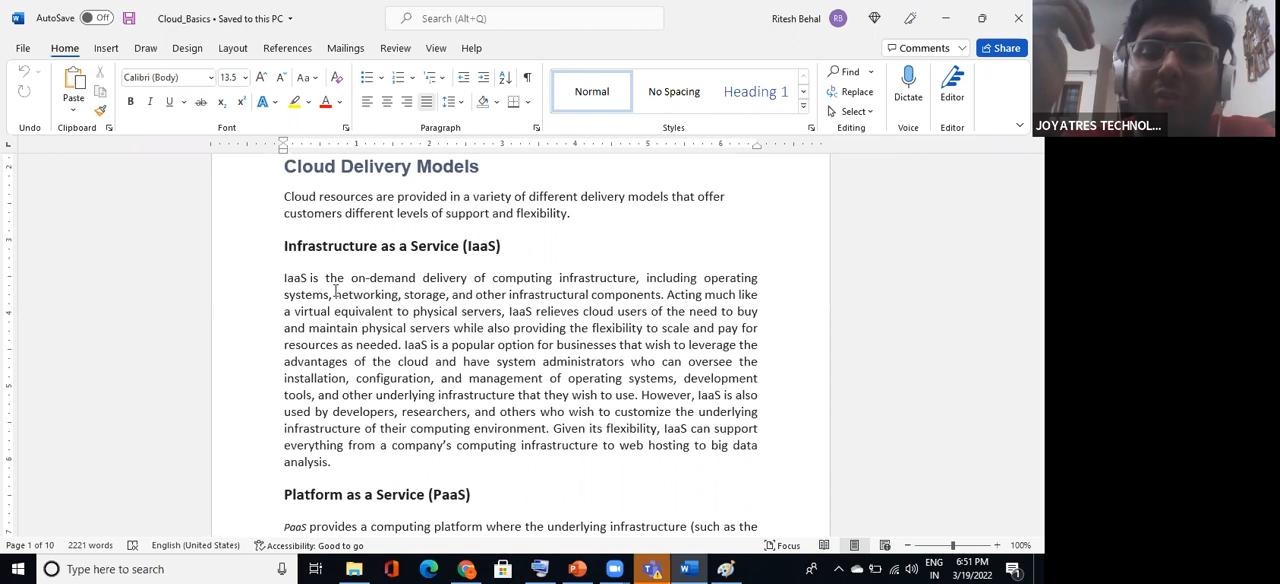 AutoSave Off Cloud_Basics • Saved to this PC Search (Alt+Q) Ritesh Behal RB
File Home Insert Draw Design Layout References Mailings Review View Help Comments Share
Calibri (Body) 13.5 Aa Find
Paste Normal No Spacing Heading 1 Replace Dictate Editor
B I U ab x₂ x² A A Select
Undo Clipboard Font Paragraph Styles Editing Voice Editor
JOYATRES TECHNOL...
1 2 3 4 5 6
Cloud Delivery Models
Cloud resources are provided in a variety of different delivery models that offer
customers different levels of support and flexibility.
Infrastructure as a Service (IaaS)
IaaS is the on-demand delivery of computing infrastructure, including operating
systems, networking, storage, and other infrastructural components. Acting much like
a virtual equivalent to physical servers, IaaS relieves cloud users of the need to buy
and maintain physical servers while also providing the flexibility to scale and pay for
resources as needed. IaaS is a popular option for businesses that wish to leverage the
advantages of the cloud and have system administrators who can oversee the
installation, configuration, and management of operating systems, development
tools, and other underlying infrastructure that they wish to use. However, IaaS is also
used by developers, researchers, and others who wish to customize the underlying
infrastructure of their computing environment. Given its flexibility, IaaS can support
everything from a company’s computing infrastructure to web hosting to big data
analysis.
Platform as a Service (PaaS)
PaaS provides a computing platform where the underlying infrastructure (such as the
Page 1 of 10 2221 words English (United States) Accessibility: Good to go Focus 100%
Type here to search ENG 6:51 PM
IN 3/19/2022 1